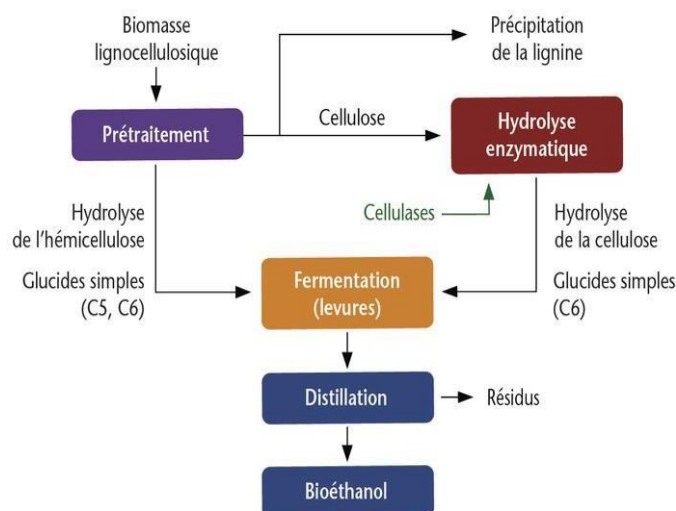 Biomasse
lignocellulosique
Précipitation
de la lignine
Prétraitement
Cellulose
Hydrolyse
enzymatique
Hydrolyse
de l'hémicellulose
Cellulases
Hydrolyse
de la cellulose
Glucides simples
(C5, C6)
Fermentation
(levures)
Glucides simples
(C6)
Distillation
Résidus
Bioéthanol